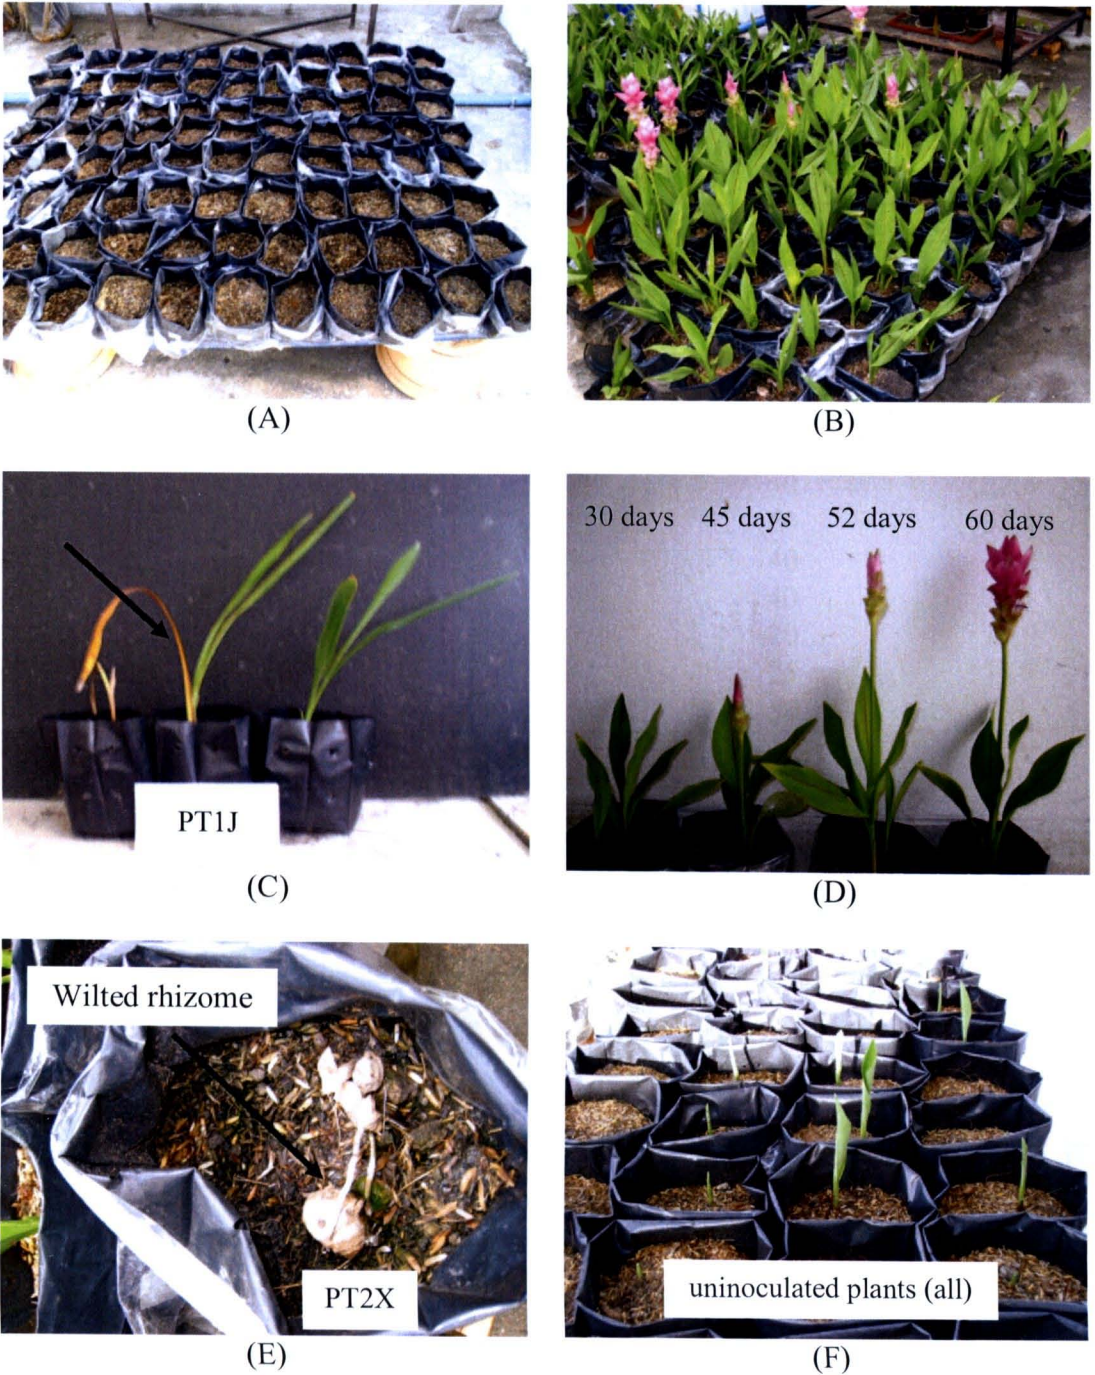 (A)
(B)
30 days 45 days 52 days 60 days
PT1J
(C)
(D)
Wilted rhizome
PT2X
(E)
uninoculated plants (all)
(F)